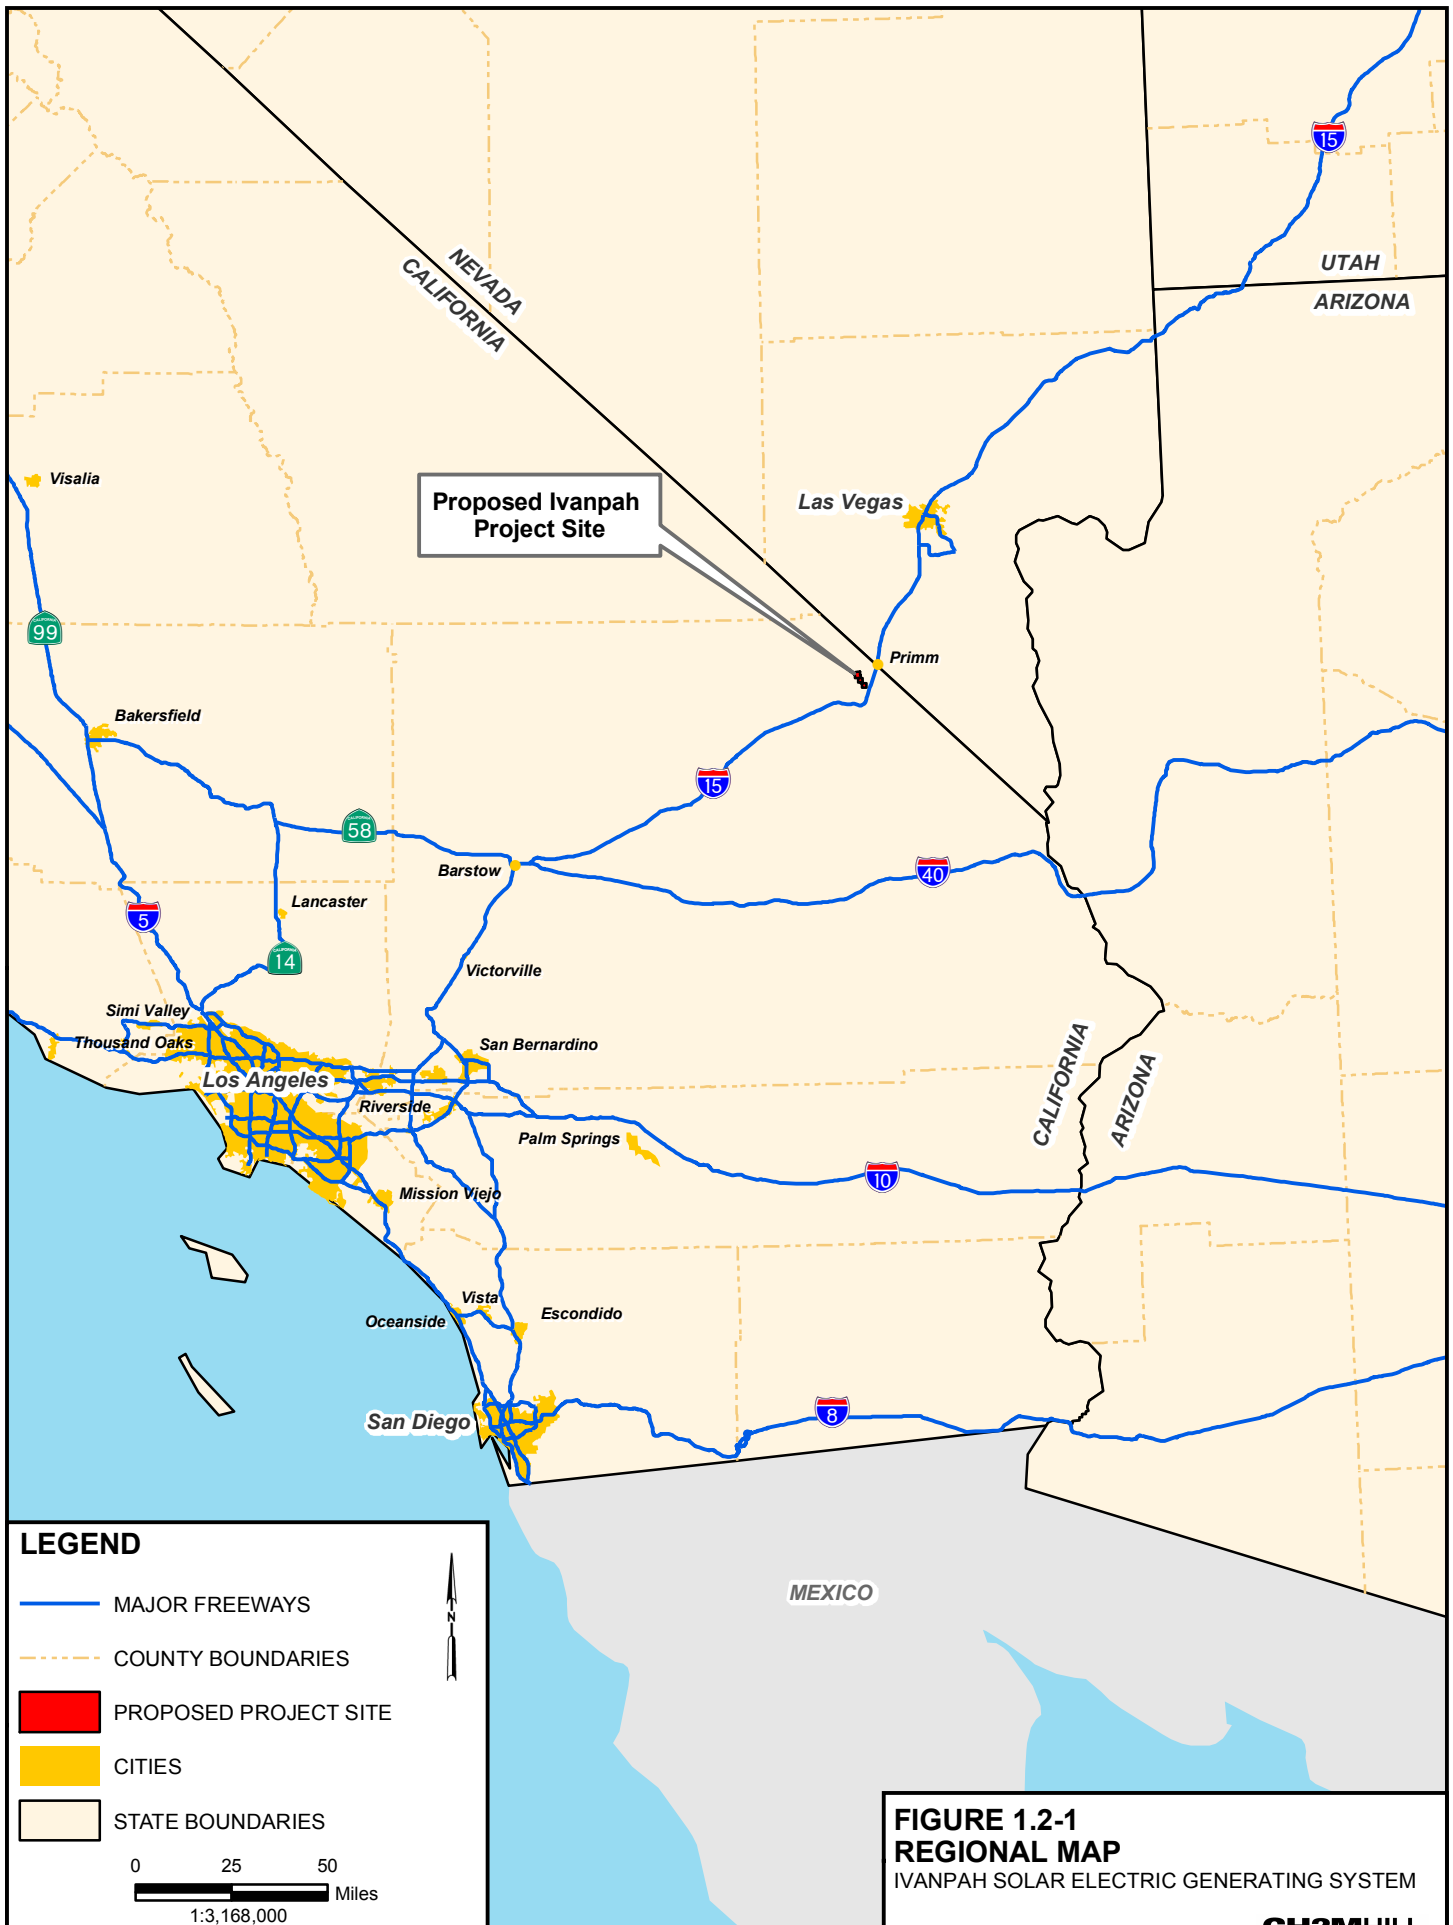 15
UTAH
ARIZONA
NEVADA
CALIFORNIA
Visalia
Proposed Ivanpah
Project Site
Las Vegas
CALIFORNIA
99
Primm
Bakersfield
15
CALIFORNIA
58
Barstow
40
Lancaster
5
CALIFORNIA
14
Victorville
Simi Valley
Thousand Oaks
San Bernardino
Los Angeles
Riverside
CALIFORNIA
ARIZONA
Palm Springs
10
Mission Viejo
Vista
Escondido
Oceanside
San Diego
8
MEXICO
LEGEND
MAJOR FREEWAYS
N
COUNTY BOUNDARIES
PROPOSED PROJECT SITE
CITIES
STATE BOUNDARIES
0 25 50
Miles
1:3,168,000
FIGURE 1.2-1
REGIONAL MAP
IVANPAH SOLAR ELECTRIC GENERATING SYSTEM
CH2MHILL